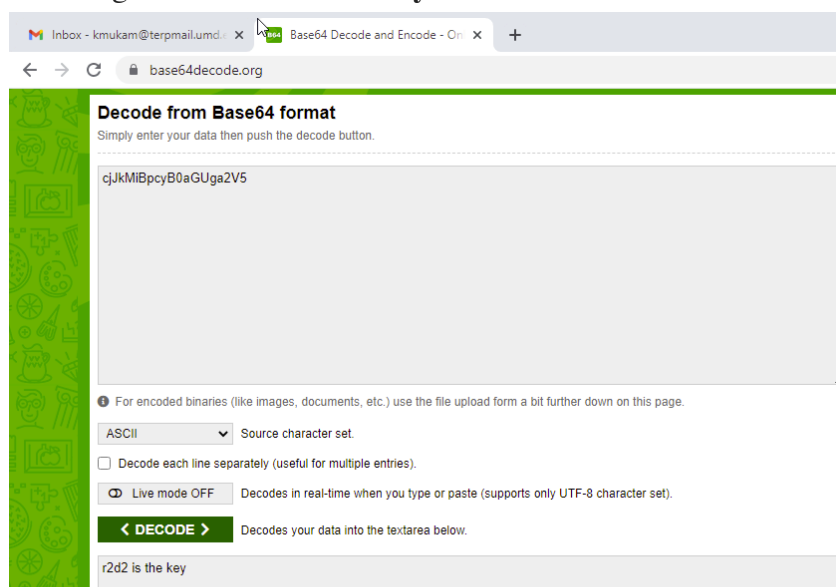 Inbox - kmukam@terpmail.umd.e
Base64 Decode and Encode - On
base64decode.org
Decode from Base64 format
Simply enter your data then push the decode button.
cjJkMiBpcyB0aGUga2V5
For encoded binaries (like images, documents, etc.) use the file upload form a bit further down on this page.
ASCII Source character set.
Decode each line separately (useful for multiple entries).
Live mode OFF Decodes in real-time when you type or paste (supports only UTF-8 character set).
< DECODE > Decodes your data into the textarea below.
r2d2 is the key